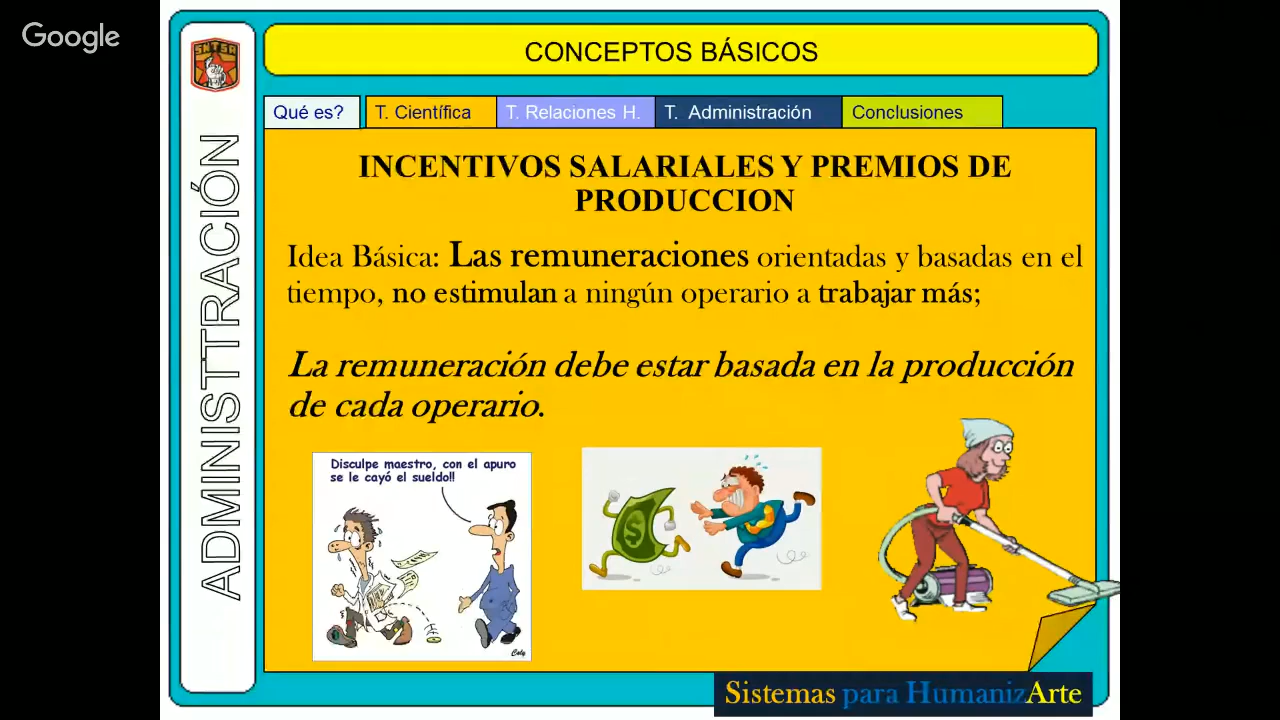 Google
SNTSA
CONCEPTOS BÁSICOS
Qué es?
T. Científica
T. Relaciones H.
T. Administración
Conclusiones
ADMINISTTRACIÓN
INCENTIVOS SALARIALES Y PREMIOS DE
PRODUCCION
Idea Básica: Las remuneraciones orientadas y basadas en el
tiempo, no estimulan a ningún operario a trabajar más;
La remuneración debe estar basada en la producción
de cada operario.
Disculpe maestro, con el apuro
se le cayó el sueldo!!
$
Sistemas para HumanizArte